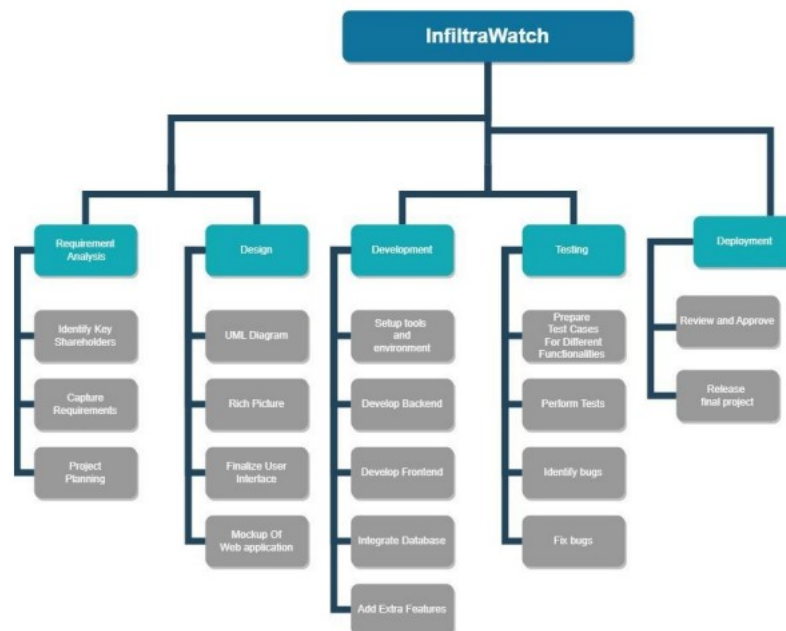 InfiltraWatch
Requirement
Analysis
Identify Key
Shareholders
Capture
Requirements
Project
Planning
Design
UML Diagram
Rich Picture
Finalize User
Interface
Mockup Of
Web application
Development
Setup tools
and
environment
Develop Backend
Develop Frontend
Integrate Database
Add Extra Features
Testing
Prepare
Test Cases
For Different
Functionalities
Perform Tests
Identify bugs
Fix bugs
Deployment
Review and Approve
Release
final project